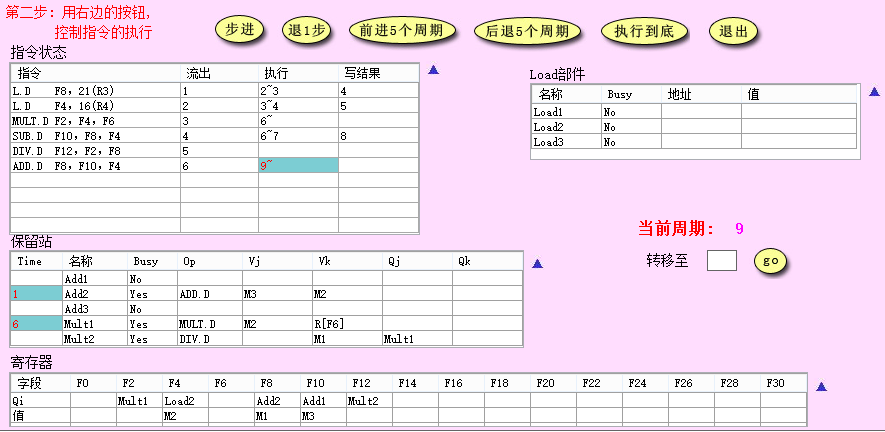 第二步：用右边的按钮，
控制指令的执行
步进 退1步 前进5个周期 后退5个周期 执行到底 退出
指令状态
指令 流出 执行 写结果
L.D F8, 21(R3) 1 2~3 4
L.D F4, 16(R4) 2 3~4 5
MULT.D F2, F4, F6 3 6~
SUB.D F10, F8, F4 4 6~7 8
DIV.D F12, F2, F8 5
ADD.D F8, F10, F4 6 9~
Load部件
名称 Busy 地址 值
Load1 No
Load2 No
Load3 No
当前周期： 9
转移至 go
保留站
Time 名称 Busy Op Vj Vk Qj Qk
Add1 No
1 Add2 Yes ADD.D M3 M2
Add3 No
6 Mult1 Yes MULT.D M2 R[F6]
Mult2 Yes DIV.D M1 Mult1
寄存器
字段 F0 F2 F4 F6 F8 F10 F12 F14 F16 F18 F20 F22 F24 F26 F28 F30
Qi Mult1 Load2 Add2 Add1 Mult2
值 M2 M1 M3